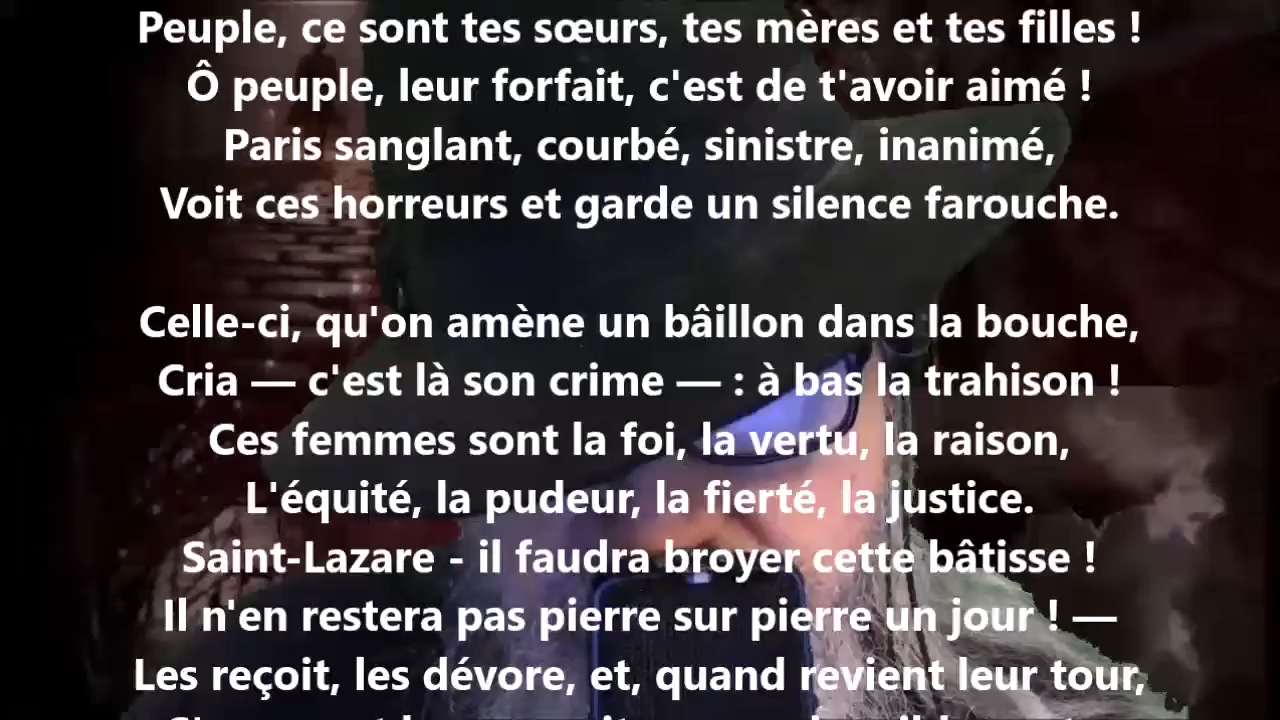 Peuple, ce sont tes sœurs, tes mères et tes filles !
Ô peuple, leur forfait, c'est de t'avoir aimé !
Paris sanglant, courbé, sinistre, inanimé,
Voit ces horreurs et garde un silence farouche.
Celle-ci, qu'on amène un bâillon dans la bouche,
Cria — c'est là son crime — : à bas la trahison !
Ces femmes sont la foi, la vertu, la raison,
L'équité, la pudeur, la fierté, la justice.
Saint-Lazare - il faudra broyer cette bâtisse !
Il n'en restera pas pierre sur pierre un jour ! —
Les reçoit, les dévore, et, quand revient leur tour,